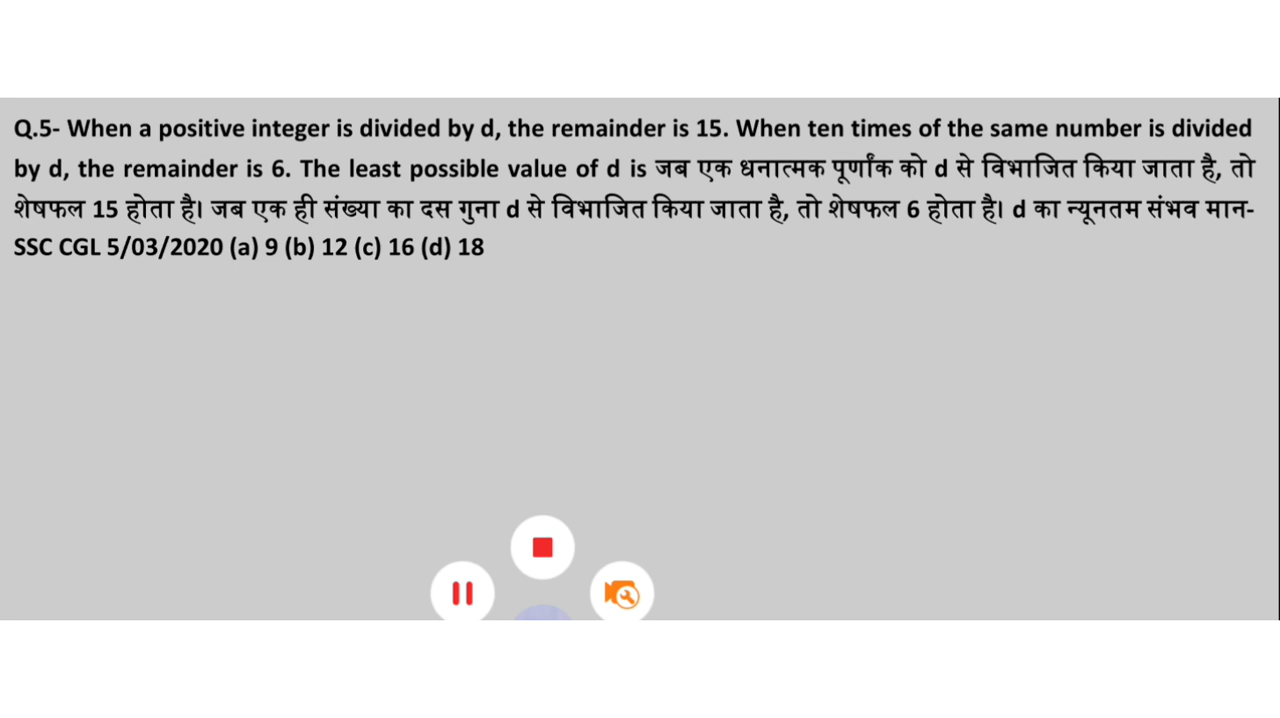 Q.5- When a positive integer is divided by d, the remainder is 15. When ten times of the same number is divided
by d, the remainder is 6. The least possible value of d is जब एक धनात्मक पूर्णांक को d से विभाजित किया जाता है, तो
शेषफल 15 होता है। जब एक ही संख्या का दस गुना d से विभाजित किया जाता है, तो शेषफल 6 होता है। d का न्यूनतम संभव मान-
SSC CGL 5/03/2020 (a) 9 (b) 12 (c) 16 (d) 18